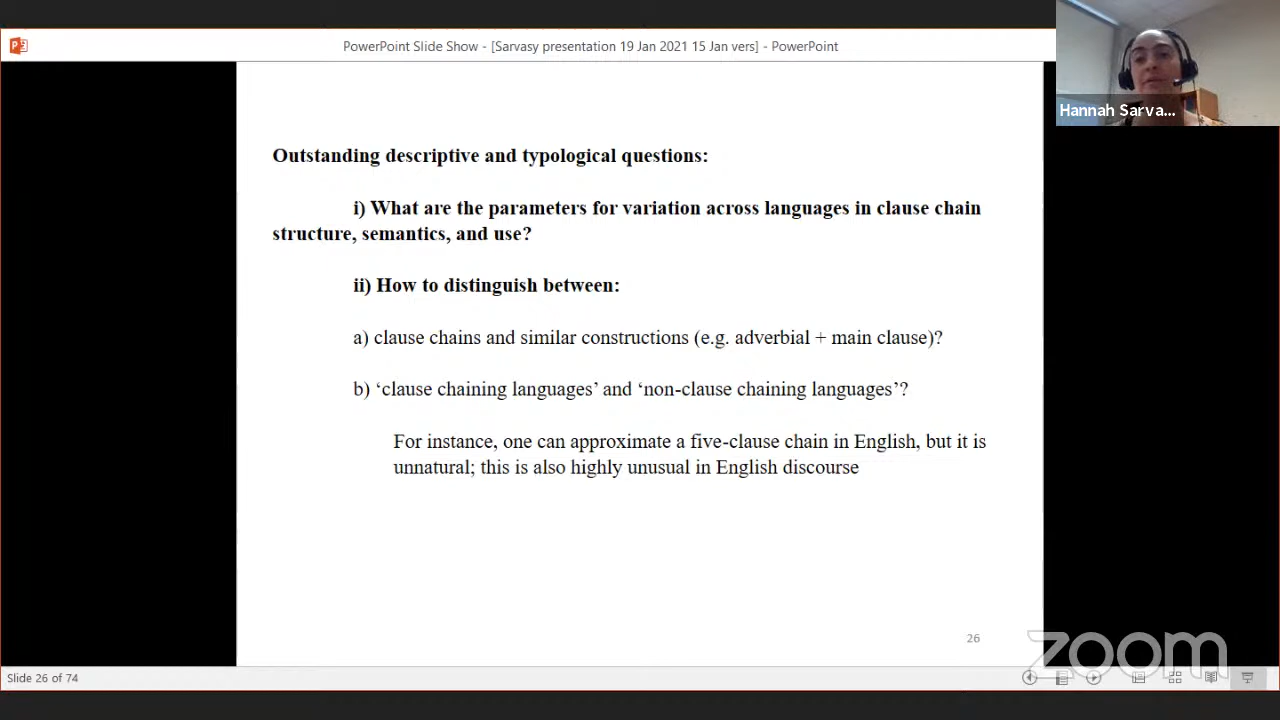 PowerPoint Slide Show - [Sarvasy presentation 19 Jan 2021 15 Jan vers] - PowerPoint
Hannah Sarva...
Outstanding descriptive and typological questions:
i) What are the parameters for variation across languages in clause chain
structure, semantics, and use?
ii) How to distinguish between:
a) clause chains and similar constructions (e.g. adverbial + main clause)?
b) ‘clause chaining languages’ and ‘non-clause chaining languages’?
For instance, one can approximate a five-clause chain in English, but it is
unnatural; this is also highly unusual in English discourse
26
zoom
Slide 26 of 74